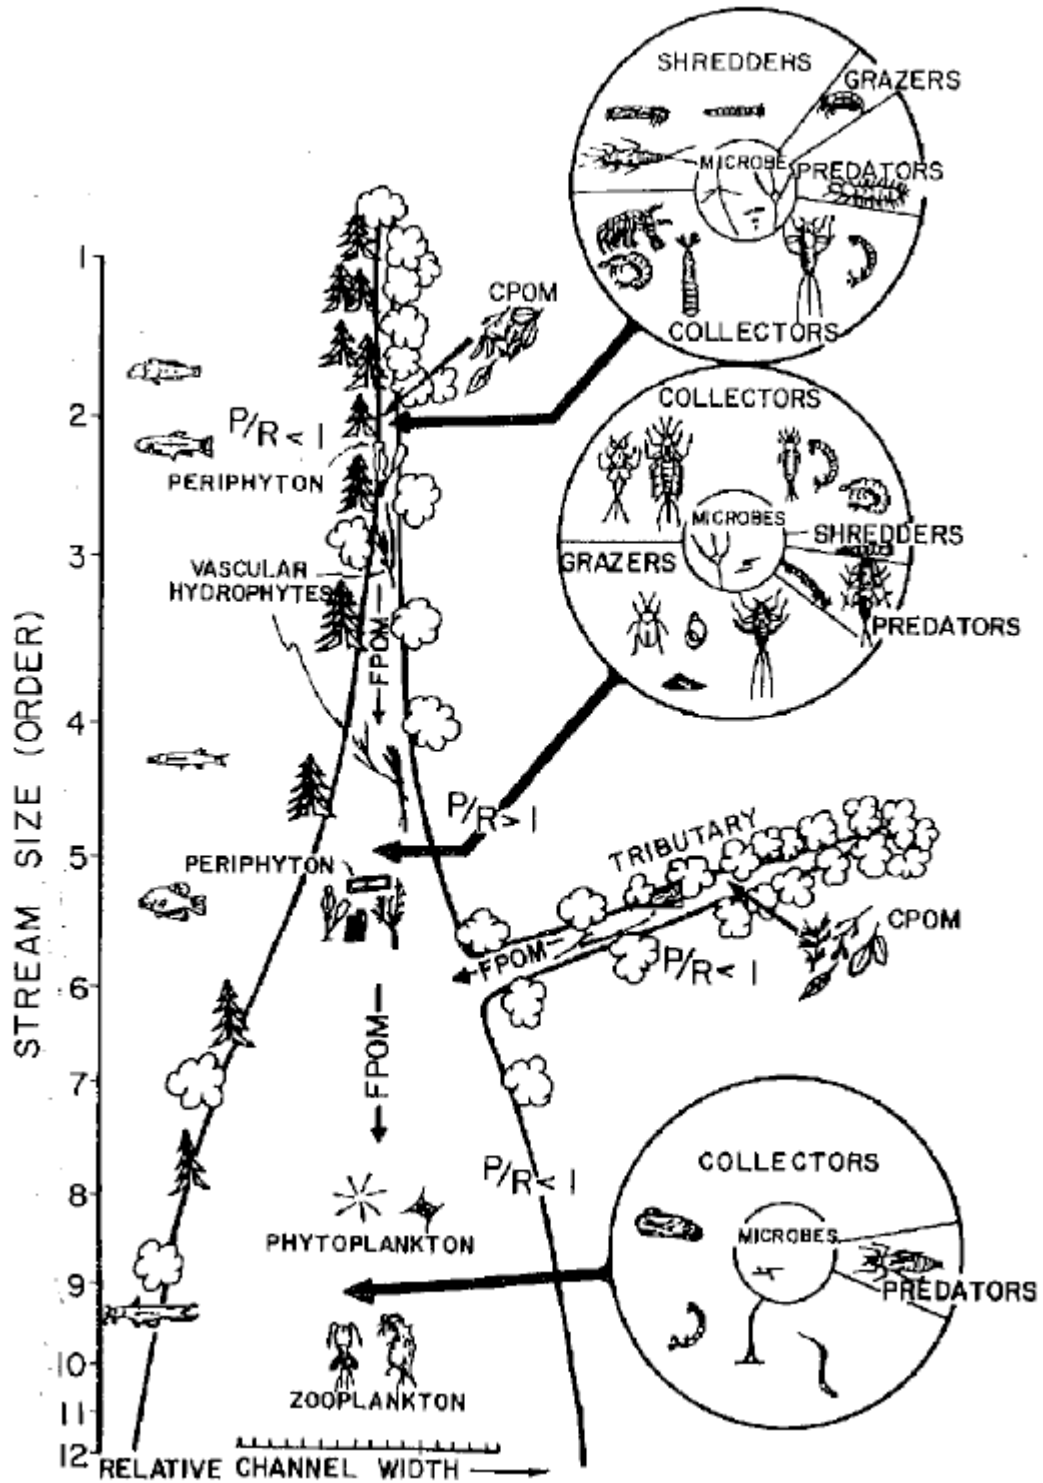 SHREDDERS
GRAZERS
MICROBE
PREDATORS
COLLECTORS
1
CPOM
2
P/R < 1
PERIPHYTON
COLLECTORS
MICROBES
SHREDDERS
GRAZERS
PREDATORS
3
VASCULAR
HYDROPHYTES
FPOM
4
P/R > 1
5
PERIPHYTON
TRIBUTARY
CPOM
FPOM
P/R < 1
6
STREAM SIZE (ORDER)
FPOM
7
P/R < 1
8
PHYTOPLANKTON
COLLECTORS
MICROBES
PREDATORS
9
10
ZOOPLANKTON
11
12
RELATIVE CHANNEL WIDTH